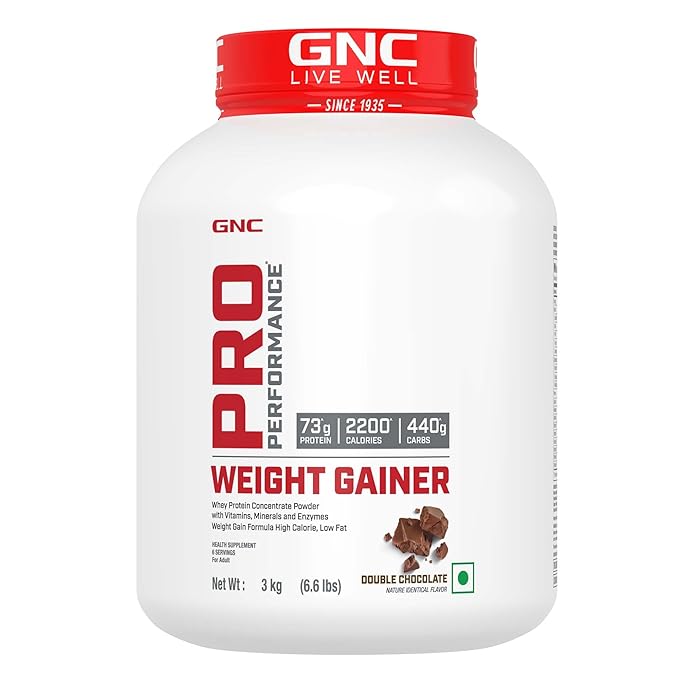 GNC
LIVE WELL
— SINCE 1935 —
GNC
PRO
PERFORMANCE®
73*g PROTEIN
2200* CALORIES
440*g CARBS
WEIGHT GAINER
Whey Protein Concentrate Powder
with Vitamins, Minerals and Enzymes
Weight Gain Formula High Calorie, Low Fat
HEALTH SUPPLEMENT
6 SERVINGS
For Adult
Net Wt : 3 kg (6.6 lbs)
DOUBLE CHOCOLATE
NATURE IDENTICAL FLAVOR